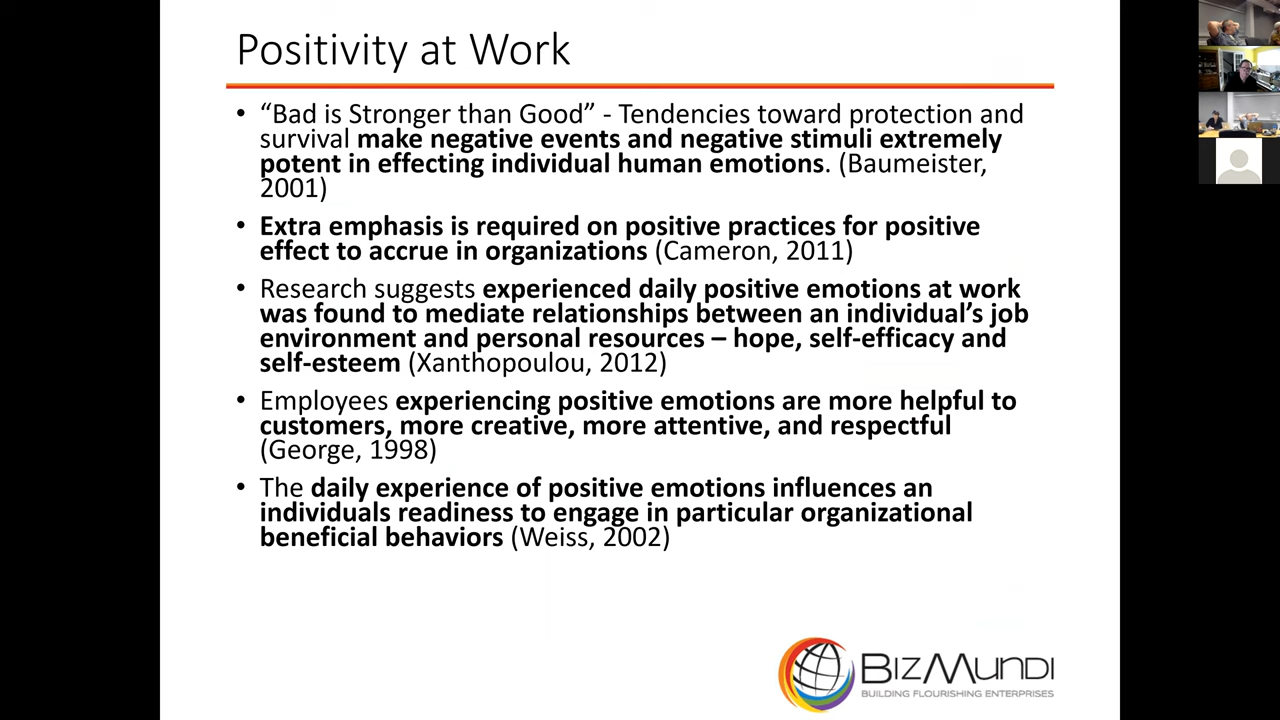 Positivity at Work
• “Bad is Stronger than Good” - Tendencies toward protection and
survival make negative events and negative stimuli extremely
potent in effecting individual human emotions. (Baumeister,
2001)
• Extra emphasis is required on positive practices for positive
effect to accrue in organizations (Cameron, 2011)
• Research suggests experienced daily positive emotions at work
was found to mediate relationships between an individual’s job
environment and personal resources – hope, self-efficacy and
self-esteem (Xanthopoulou, 2012)
• Employees experiencing positive emotions are more helpful to
customers, more creative, more attentive, and respectful
(George, 1998)
• The daily experience of positive emotions influences an
individuals readiness to engage in particular organizational
beneficial behaviors (Weiss, 2002)
BIZMUNDI
BUILDING FLOURISHING ENTERPRISES